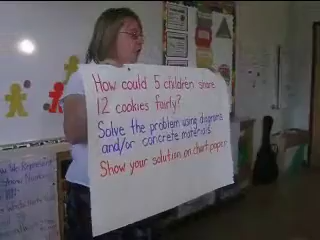 How could 5 children share
12 cookies fairly?
Solve the problem using diagrams
and/or concrete materials.
Show your solution on chart paper